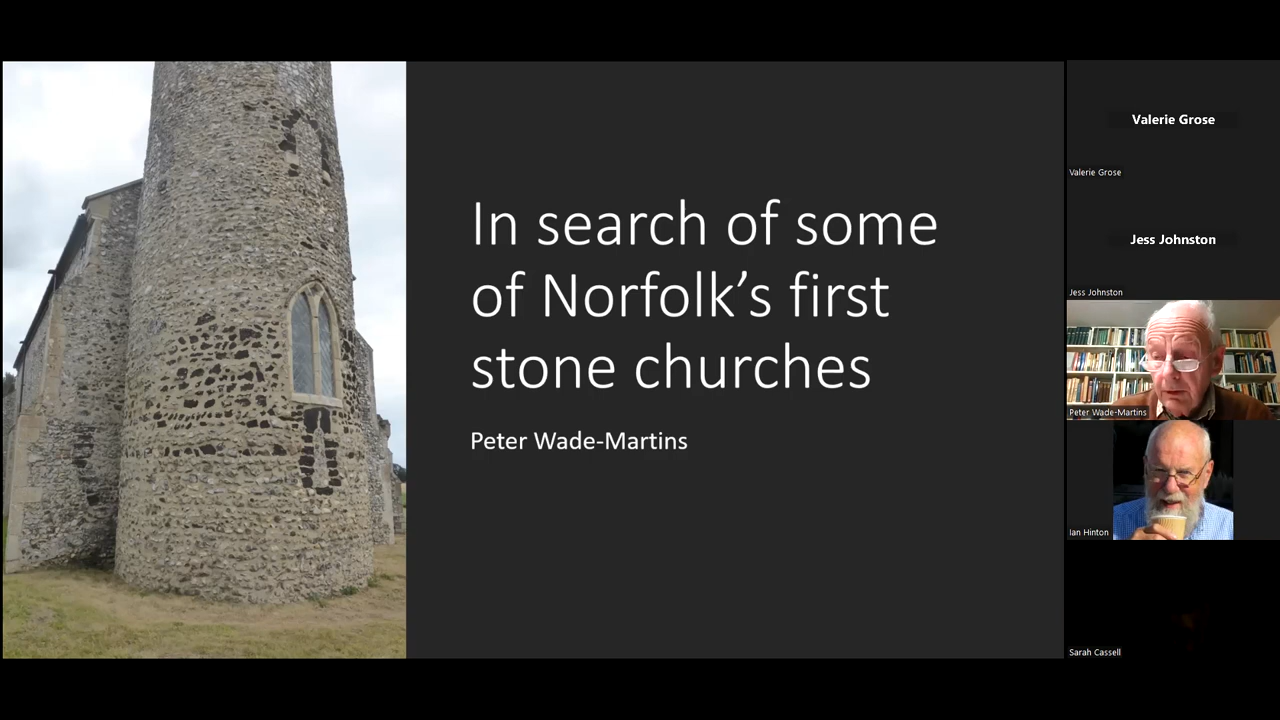 In search of some
of Norfolk’s first
stone churches
Peter Wade-Martins
Valerie Grose
Valerie Grose
Jess Johnston
Jess Johnston
Peter Wade-Martins
Ian Hinton
Sarah Cassell